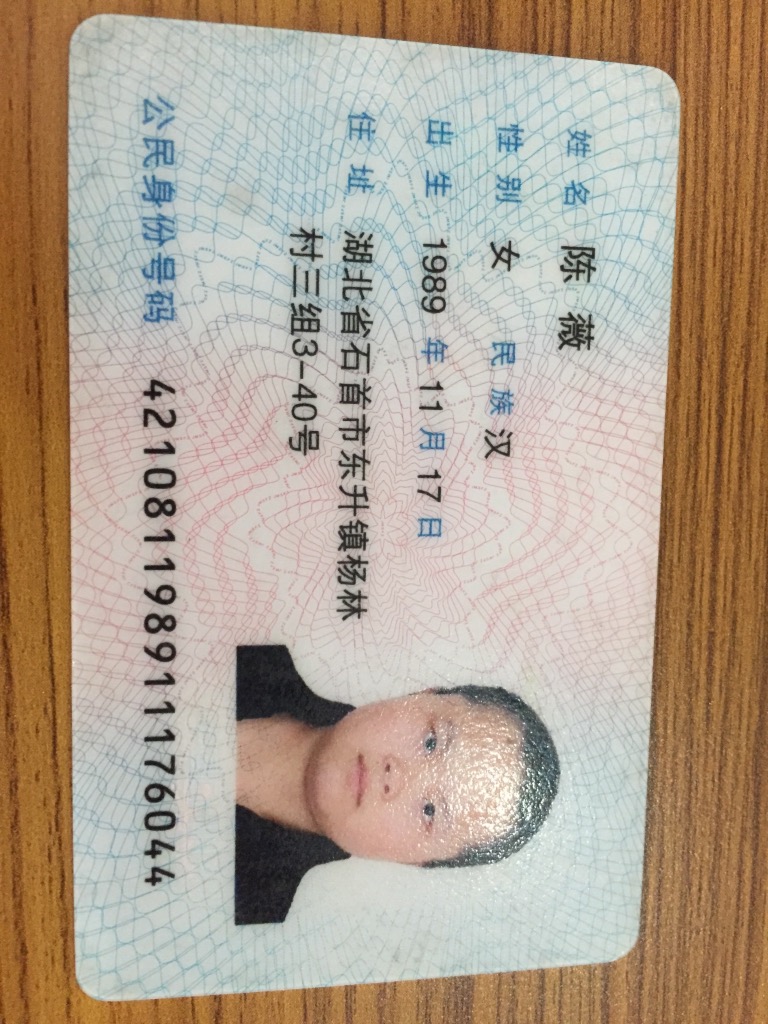 姓名 陈薇
性别 女 民族 汉
出生 1989 年 11 月 17 日
住址 湖北省石首市东升镇杨林
村三组3-40号
公民身份号码 421081198911176044